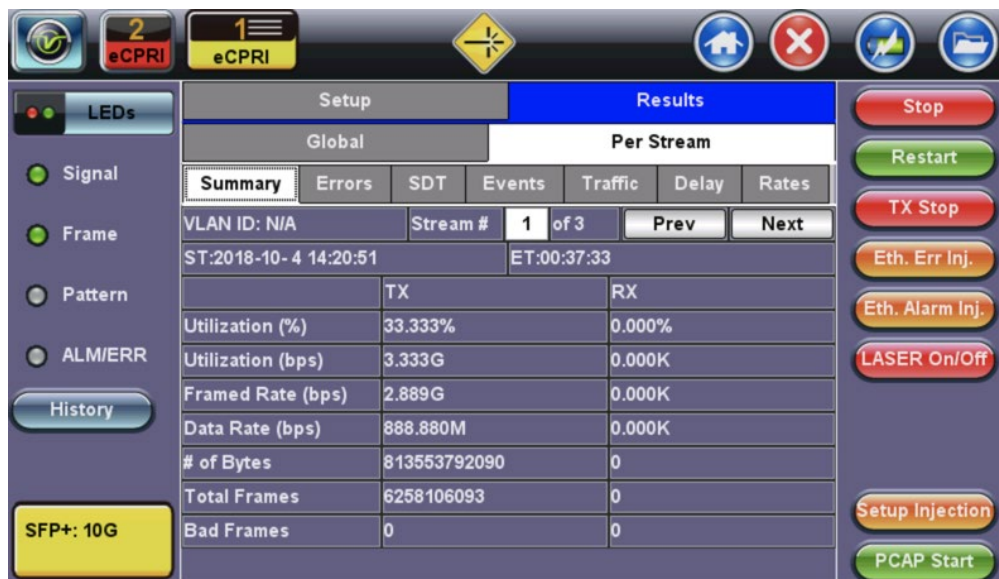 2
eCPRI
1
eCPRI
LEDs
Signal
Frame
Pattern
ALM/ERR
History
SFP+: 10G
Setup Results
Global Per Stream
Summary Errors SDT Events Traffic Delay Rates
VLAN ID: N/A Stream # 1 of 3 Prev Next
ST:2018-10- 4 14:20:51 ET:00:37:33
TX RX
Utilization (%) 33.333% 0.000%
Utilization (bps) 3.333G 0.000K
Framed Rate (bps) 2.889G 0.000K
Data Rate (bps) 888.880M 0.000K
# of Bytes 813553792090 0
Total Frames 6258106093 0
Bad Frames 0 0
Stop
Restart
TX Stop
Eth. Err Inj.
Eth. Alarm Inj.
LASER On/Off
Setup Injection
PCAP Start